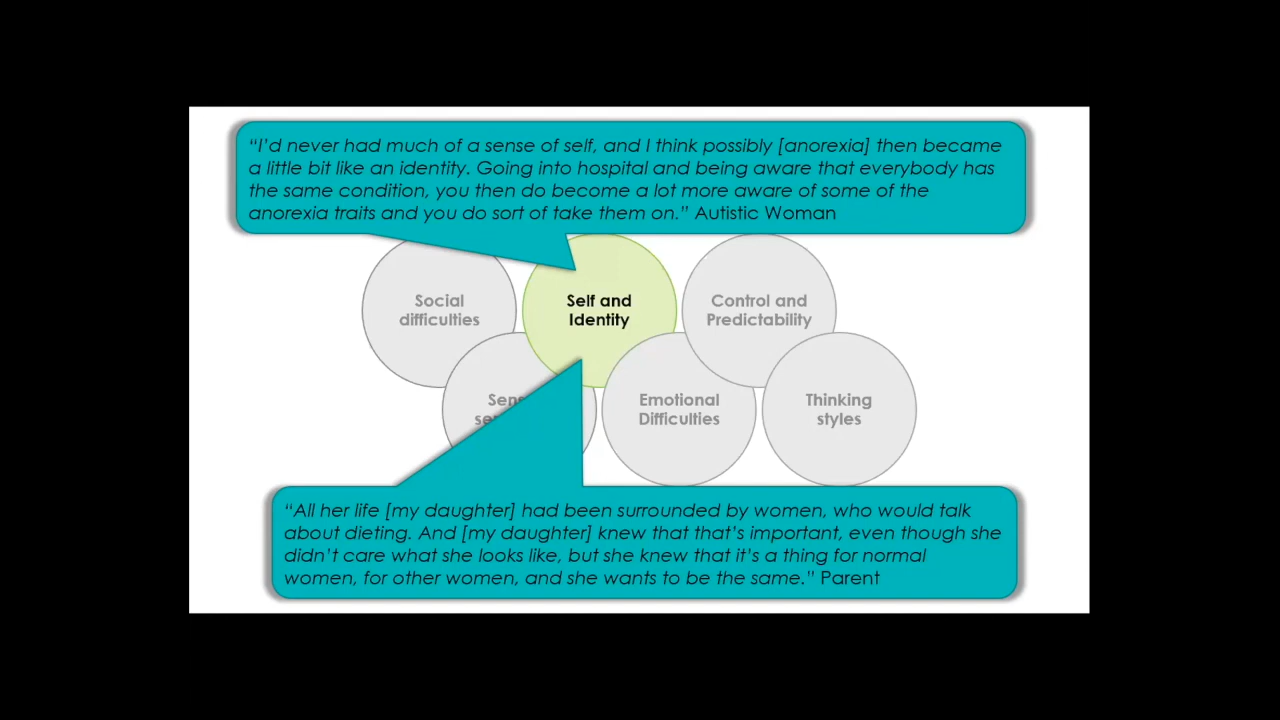 “I’d never had much of a sense of self, and I think possibly [anorexia] then became
a little bit like an identity. Going into hospital and being aware that everybody has
the same condition, you then do become a lot more aware of some of the
anorexia traits and you do sort of take them on.” Autistic Woman
Social
difficulties
Self and
Identity
Control and
Predictability
Emotional
Difficulties
Thinking
styles
“All her life [my daughter] had been surrounded by women, who would talk
about dieting. And [my daughter] knew that that’s important, even though she
didn’t care what she looks like, but she knew that it’s a thing for normal
women, for other women, and she wants to be the same.” Parent